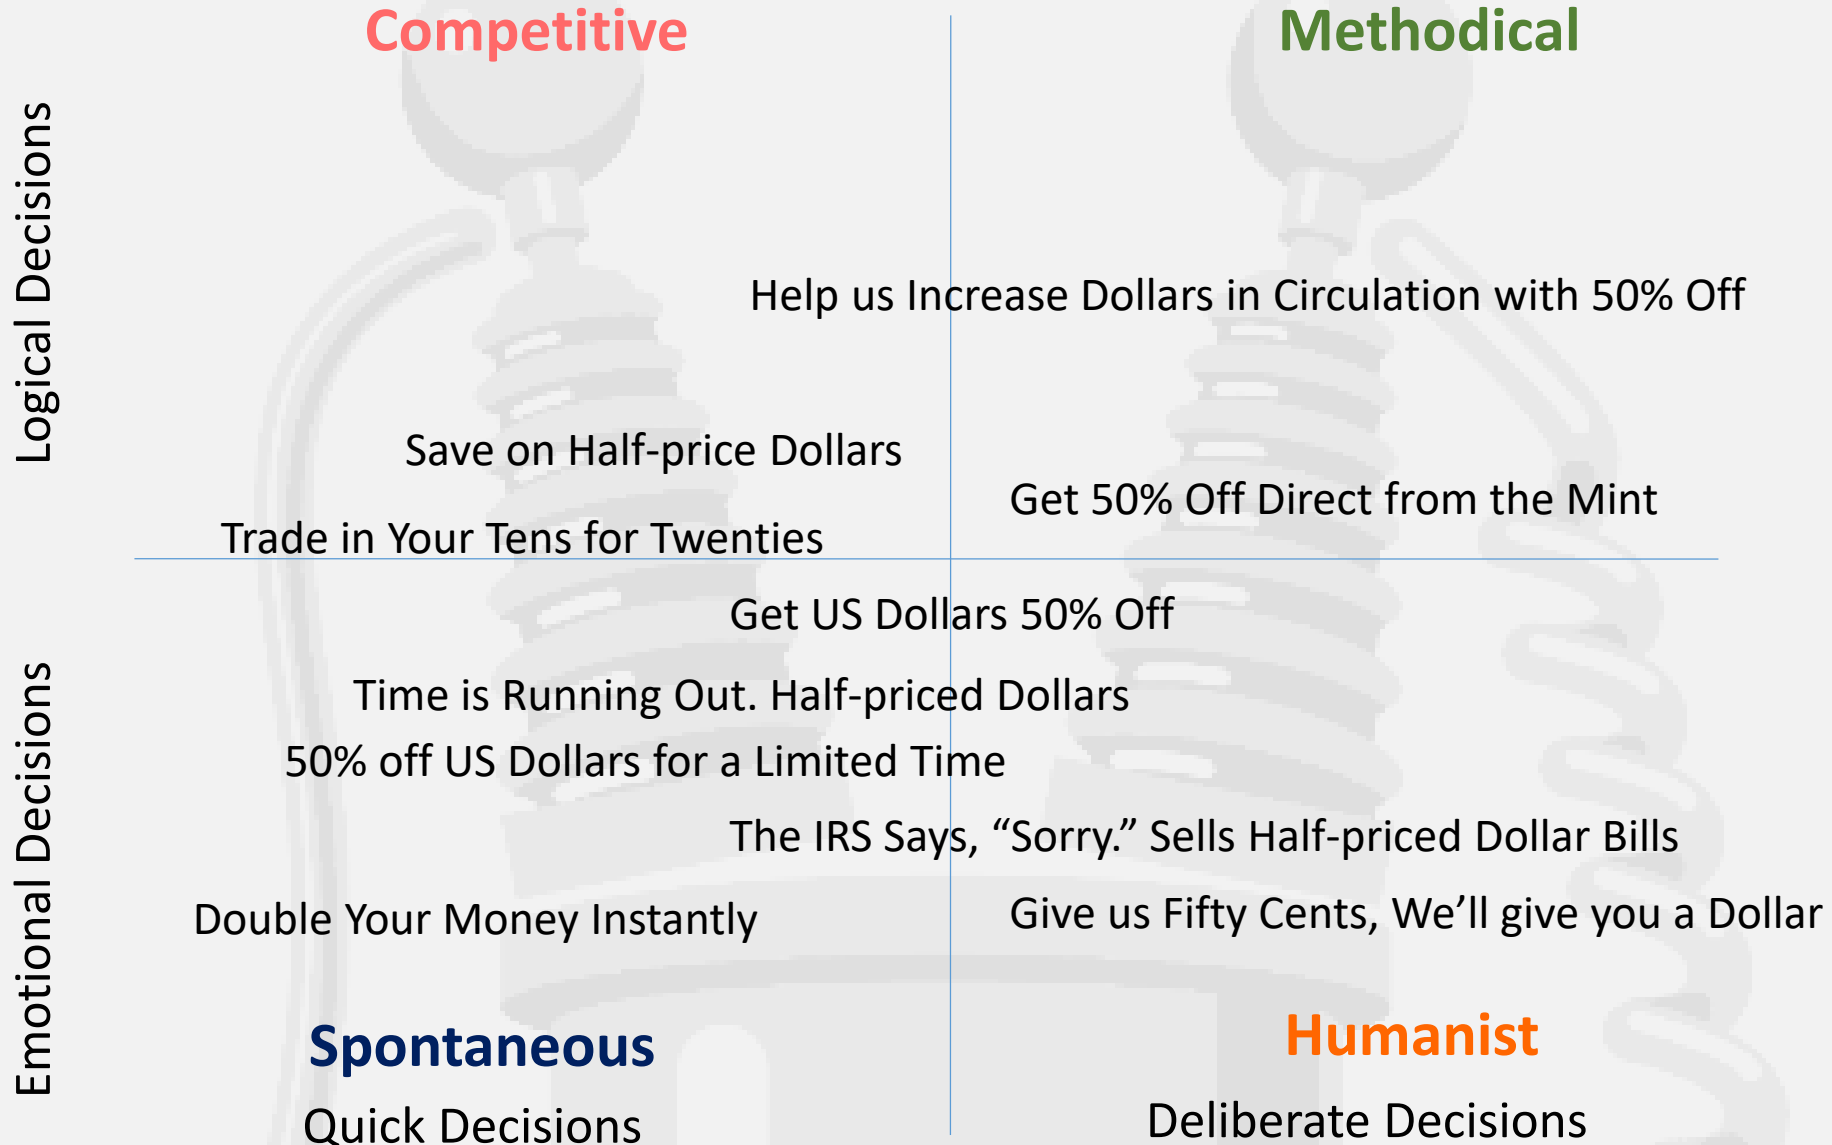 Competitive
Methodical
Logical Decisions
Help us Increase Dollars in Circulation with 50% Off
Save on Half-price Dollars
Get 50% Off Direct from the Mint
Trade in Your Tens for Twenties
Get US Dollars 50% Off
Emotional Decisions
Time is Running Out. Half-priced Dollars
50% off US Dollars for a Limited Time
The IRS Says, “Sorry.” Sells Half-priced Dollar Bills
Double Your Money Instantly
Give us Fifty Cents, We’ll give you a Dollar
Spontaneous
Humanist
Quick Decisions
Deliberate Decisions